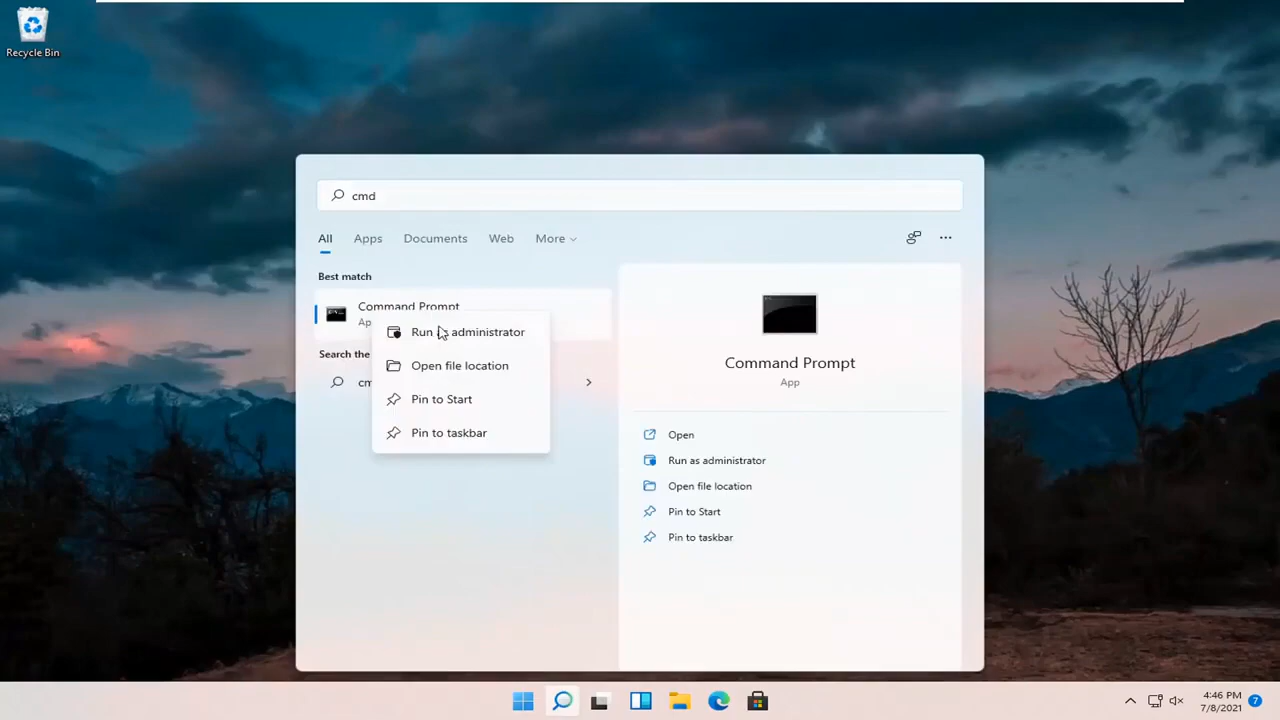 Recycle Bin
cmd
All Apps Documents Web More
Best match
Command Prompt
Ap
Run as administrator
Search the
cm
Open file location
Pin to Start
Pin to taskbar
Command Prompt
App
Open
Run as administrator
Open file location
Pin to Start
Pin to taskbar
4:46 PM
7/8/2021
7